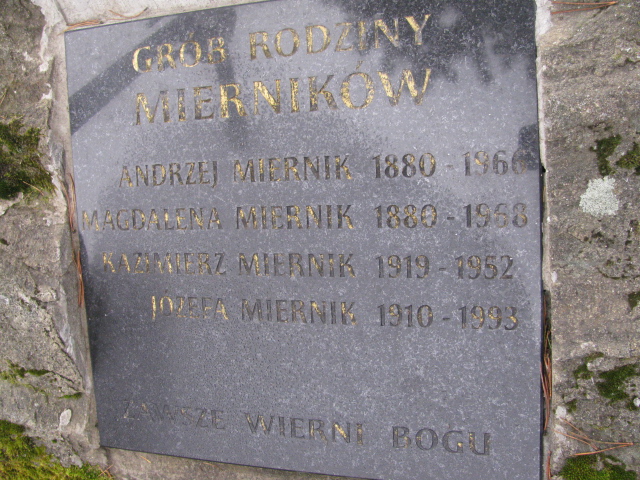 GRÓB RODZINY
MIERNIKÓW
ANDRZEJ MIERNIK 1880 - 1966
MAGDALENA MIERNIK 1880 - 1968
KAZIMIERZ MIERNIK 1919 - 1952
JÓZEFA MIERNIK 1910 - 1993
ZAWSZE WIERNI BOGU